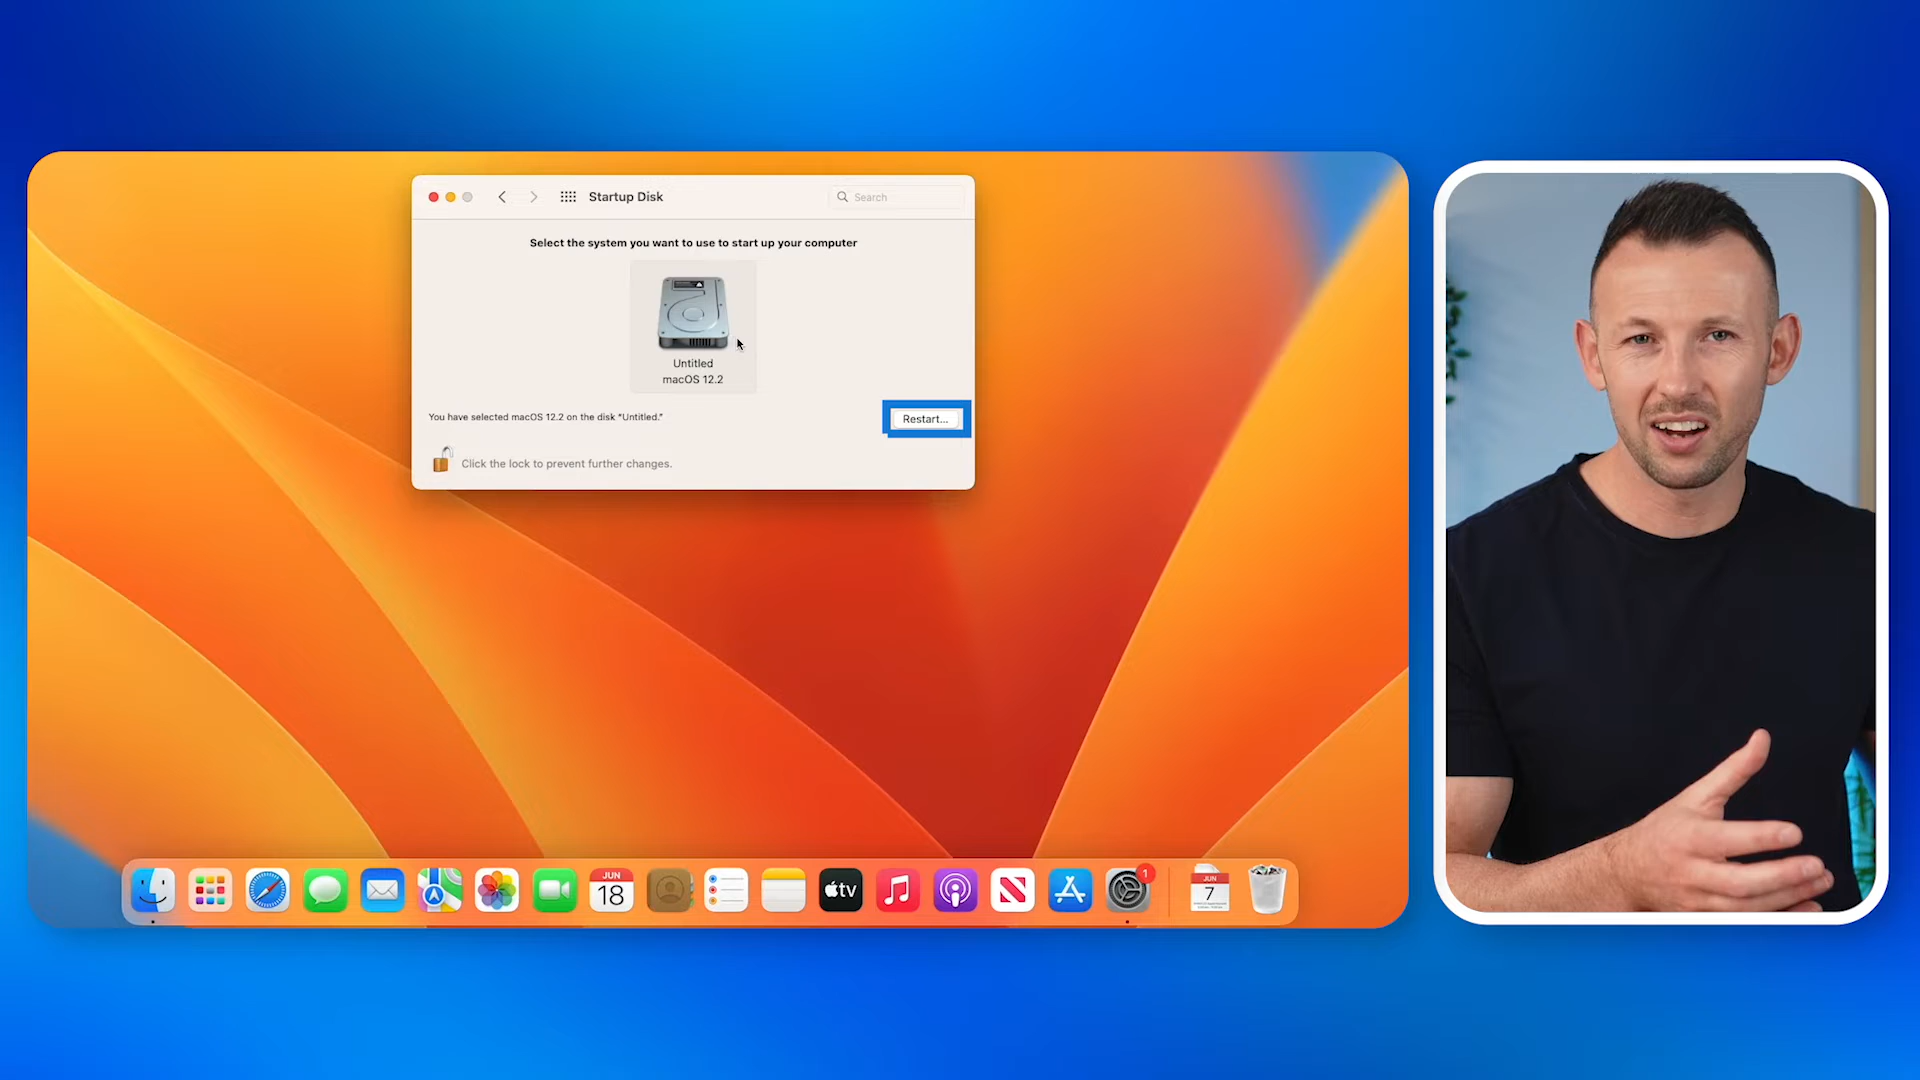 Startup Disk
Search
Select the system you want to use to start up your computer
Untitled
macOS 12.2
You have selected macOS 12.2 on the disk “Untitled.”
Restart...
Click the lock to prevent further changes.
JUN
18
tv
1
JUN
7